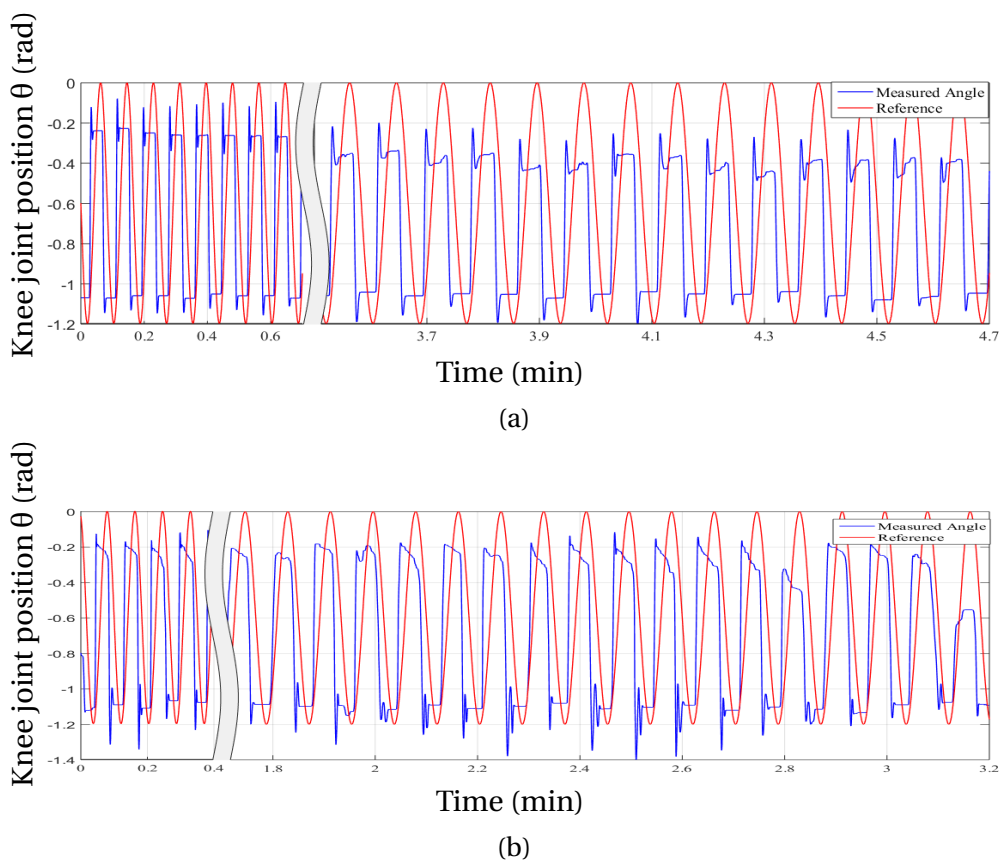 Knee joint position θ (rad)
0
-0.2
-0.4
-0.6
-0.8
-1
-1.2
Measured Angle
Reference
0 0.2 0.4 0.6 3.7 3.9 4.1 4.3 4.5 4.7
Time (min)
(a)
Knee joint position θ (rad)
0
-0.2
-0.4
-0.6
-0.8
-1
-1.2
-1.4
Measured Angle
Reference
0 0.2 0.4 1.8 2 2.2 2.4 2.6 2.8 3 3.2
Time (min)
(b)